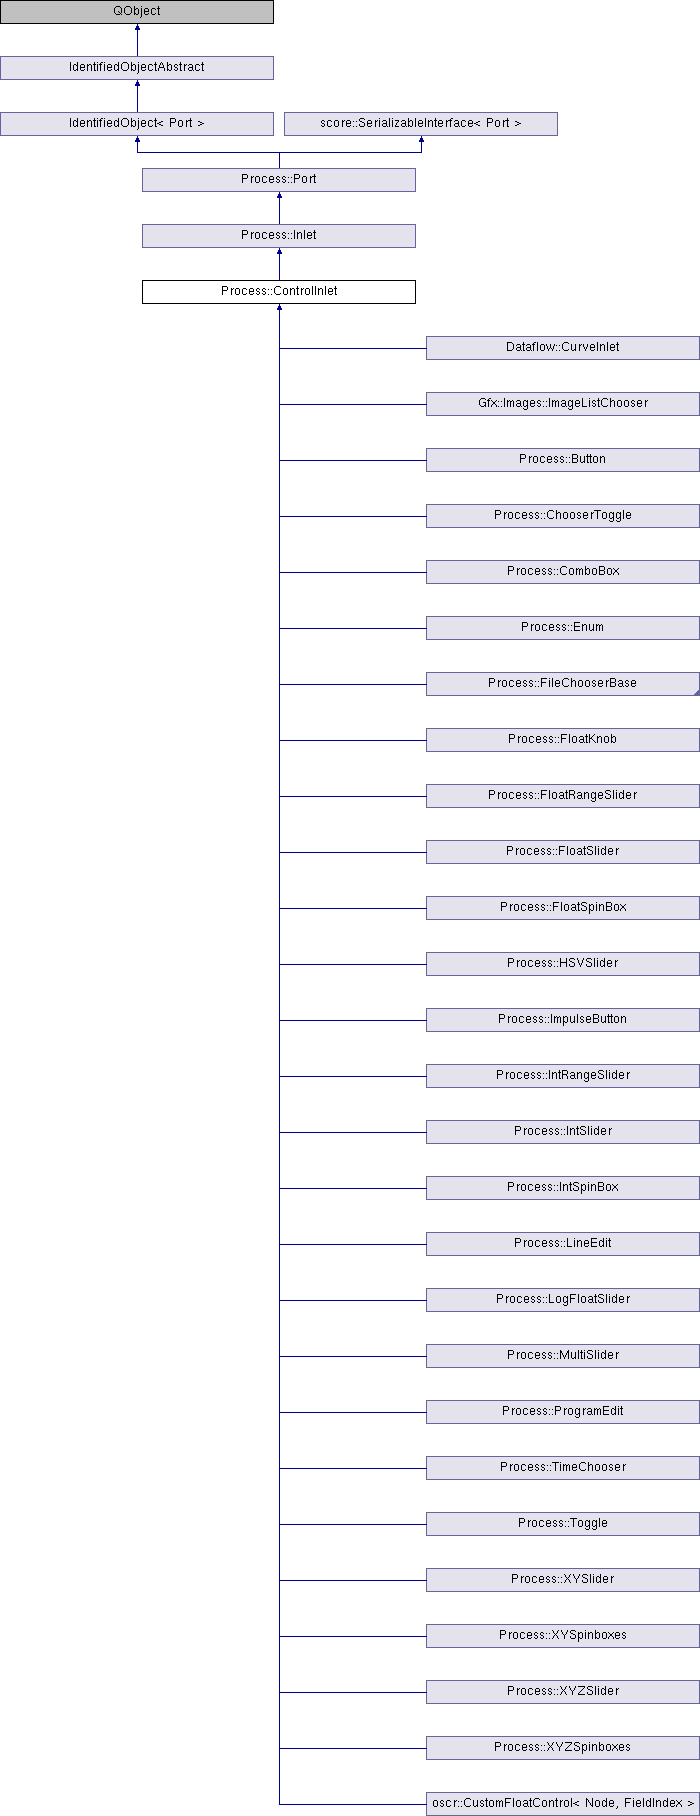 QObject
IdentifiedObjectAbstract
IdentifiedObject< Port >
score::SerializableInterface< Port >
Process::Port
Process::Inlet
Process::ControlInlet
Dataflow::CurveInlet
Gfx::Images::ImageListChooser
Process::Button
Process::ChooserToggle
Process::ComboBox
Process::Enum
Process::FileChooserBase
Process::FloatKnob
Process::FloatRangeSlider
Process::FloatSlider
Process::FloatSpinBox
Process::HSVSlider
Process::ImpulseButton
Process::IntRangeSlider
Process::IntSlider
Process::IntSpinBox
Process::LineEdit
Process::LogFloatSlider
Process::MultiSlider
Process::ProgramEdit
Process::TimeChooser
Process::Toggle
Process::XYSlider
Process::XYSpinboxes
Process::XYZSlider
Process::XYZSpinboxes
oscr::CustomFloatControl< Node, FieldIndex >